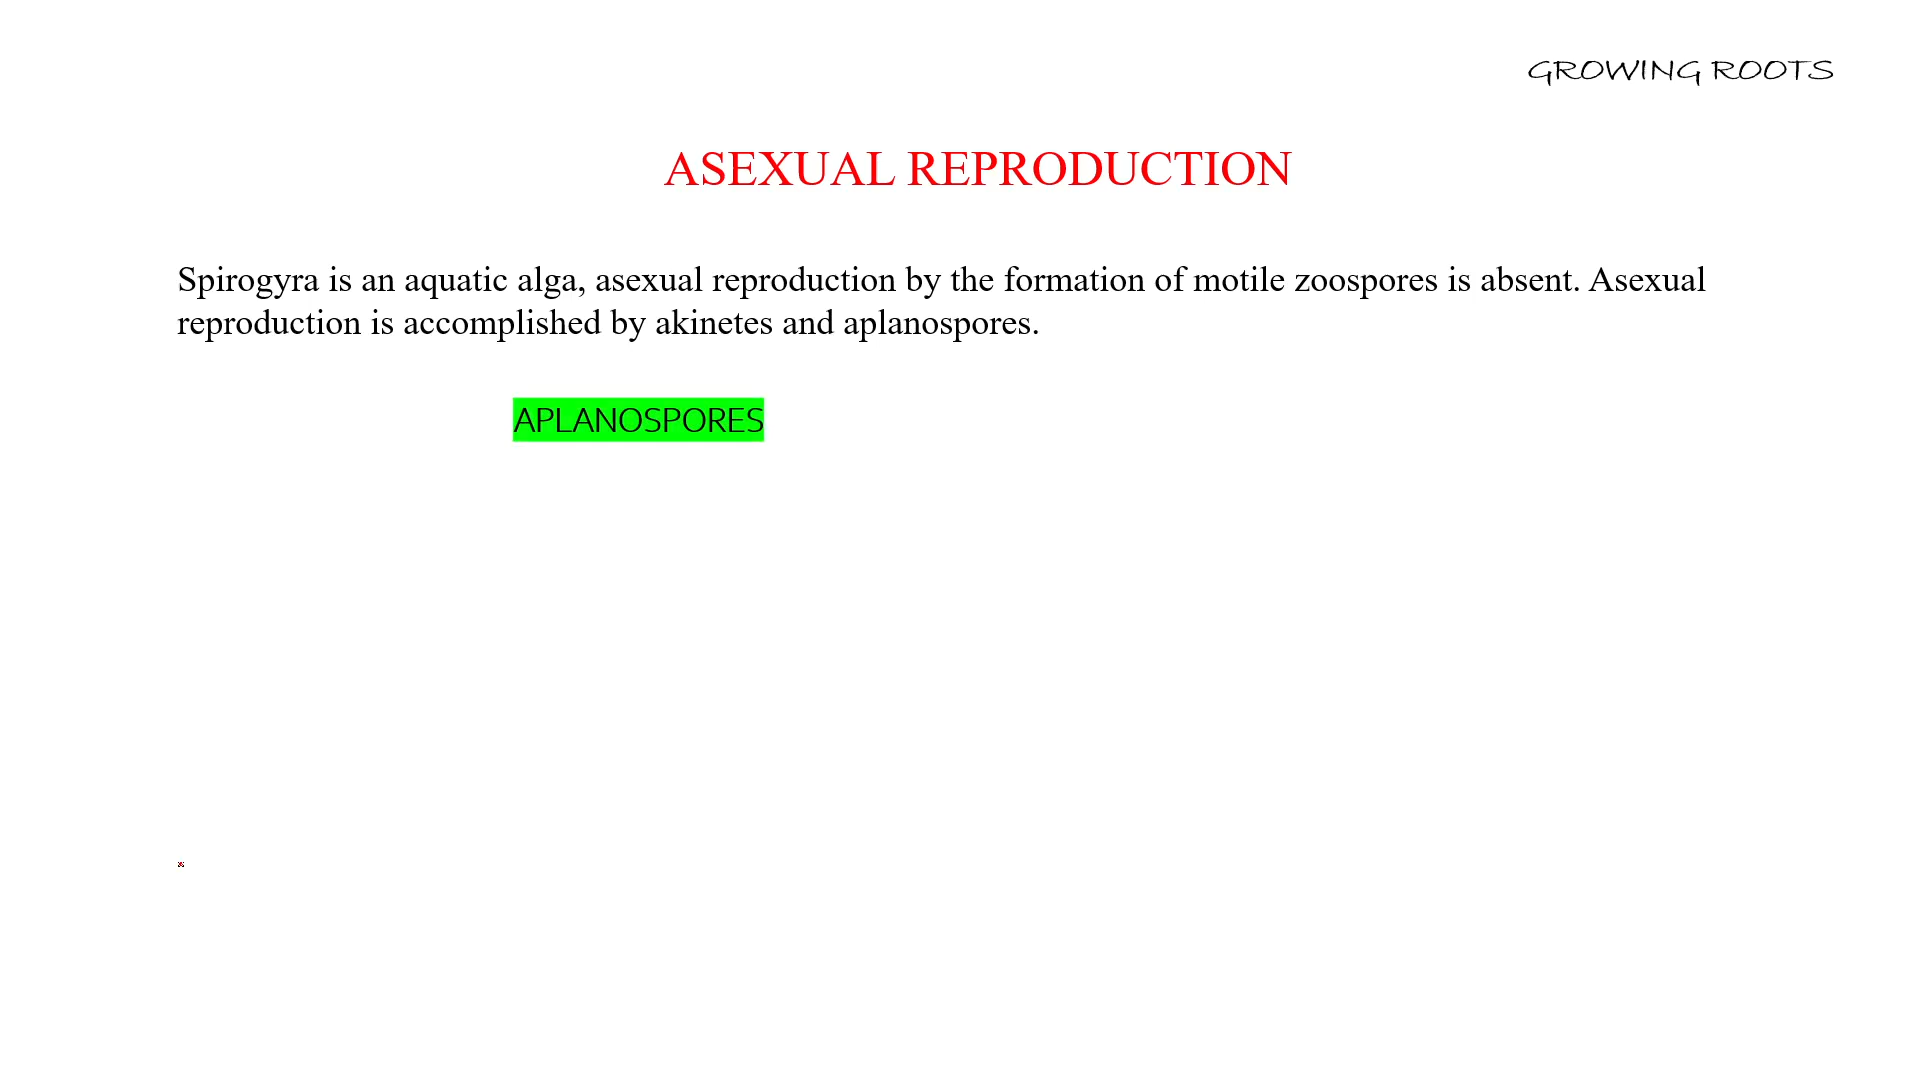 GROWING ROOTS
ASEXUAL REPRODUCTION
Spirogyra is an aquatic alga, asexual reproduction by the formation of motile zoospores is absent. Asexual
reproduction is accomplished by akinetes and aplanospores.
APLANOSPORES